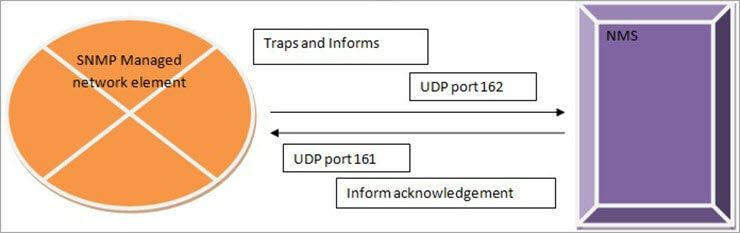 SNMP Managed
network element
Traps and Informs
UDP port 162
UDP port 161
Inform acknowledgement
NMS